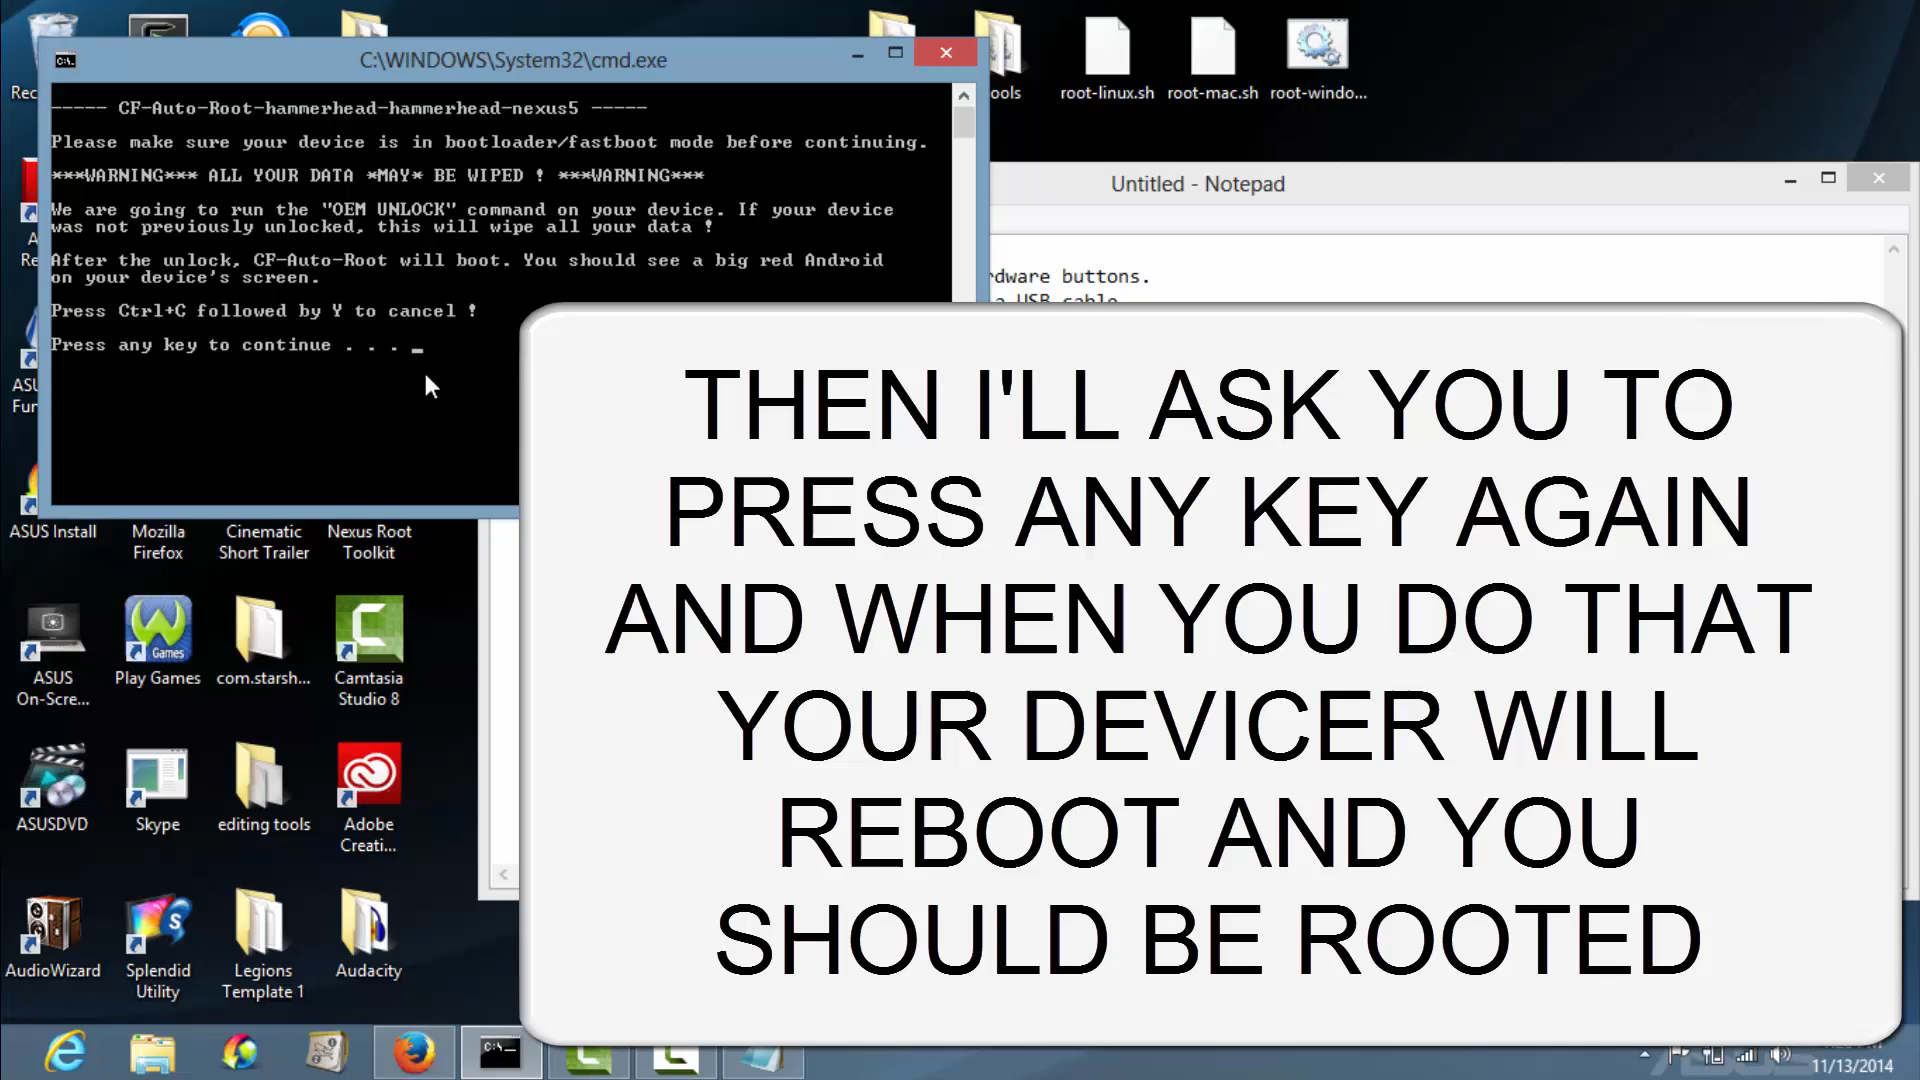 Rec
C:\WINDOWS\System32\cmd.exe
----- CF-Auto-Root-hammerhead-hammerhead-nexus5 -----
Please make sure your device is in bootloader/fastboot mode before continuing.
***WARNING*** ALL YOUR DATA *MAY* BE WIPED ! ***WARNING***
We are going to run the "OEM UNLOCK" command on your device. If your device
was not previously unlocked, this will wipe all your data !
After the unlock, CF-Auto-Root will boot. You should see a big red Android
on your device's screen.
Press Ctrl+C followed by Y to cancel !
Press any key to continue . . . _
ools
root-linux.sh
root-mac.sh
root-windo...
Untitled - Notepad
dware buttons.
a USB cable
THEN I'LL ASK YOU TO
PRESS ANY KEY AGAIN
AND WHEN YOU DO THAT
YOUR DEVICER WILL
REBOOT AND YOU
SHOULD BE ROOTED
A
Re
ASU
Fun
ASUS Install
Mozilla
Firefox
Cinematic
Short Trailer
Nexus Root
Toolkit
ASUS
On-Scre...
Games
Play Games
com.starsh...
Camtasia
Studio 8
ASUSDVD
Skype
editing tools
Adobe
Creati...
AudioWizard
Splendid
Utility
Legions
Template 1
Audacity
11/13/2014